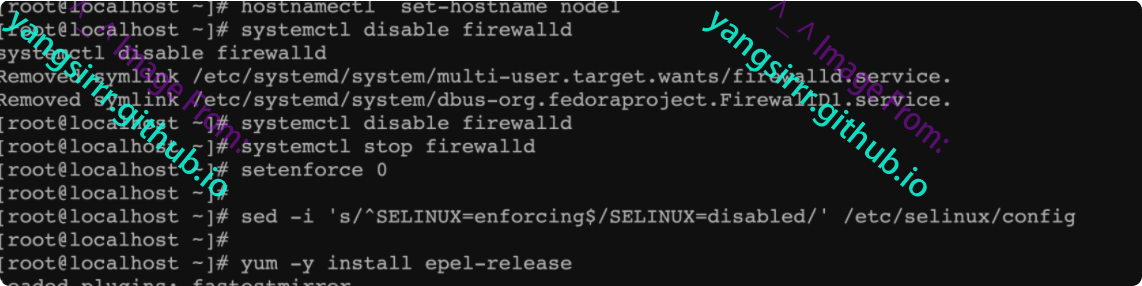 [root@localhost ~]# hostnamectl  set-hostname node1
[root@localhost ~]# systemctl disable firewalld
systemctl disable firewalld
Removed symlink /etc/systemd/system/multi-user.target.wants/firewalld.service.
Removed symlink /etc/systemd/system/dbus-org.fedoraproject.FirewallD1.service.
[root@localhost ~]# systemctl disable firewalld
[root@localhost ~]# systemctl stop firewalld
[root@localhost ~]# setenforce 0
[root@localhost ~]#
[root@localhost ~]# sed -i 's/^SELINUX=enforcing$/SELINUX=disabled/' /etc/selinux/config
[root@localhost ~]#
[root@localhost ~]# yum -y install epel-release
Loaded plugins: fastestmirror
^_^ Image From:
yangsirrr.github.io
^_^ Image From:
yangsirrr.github.io